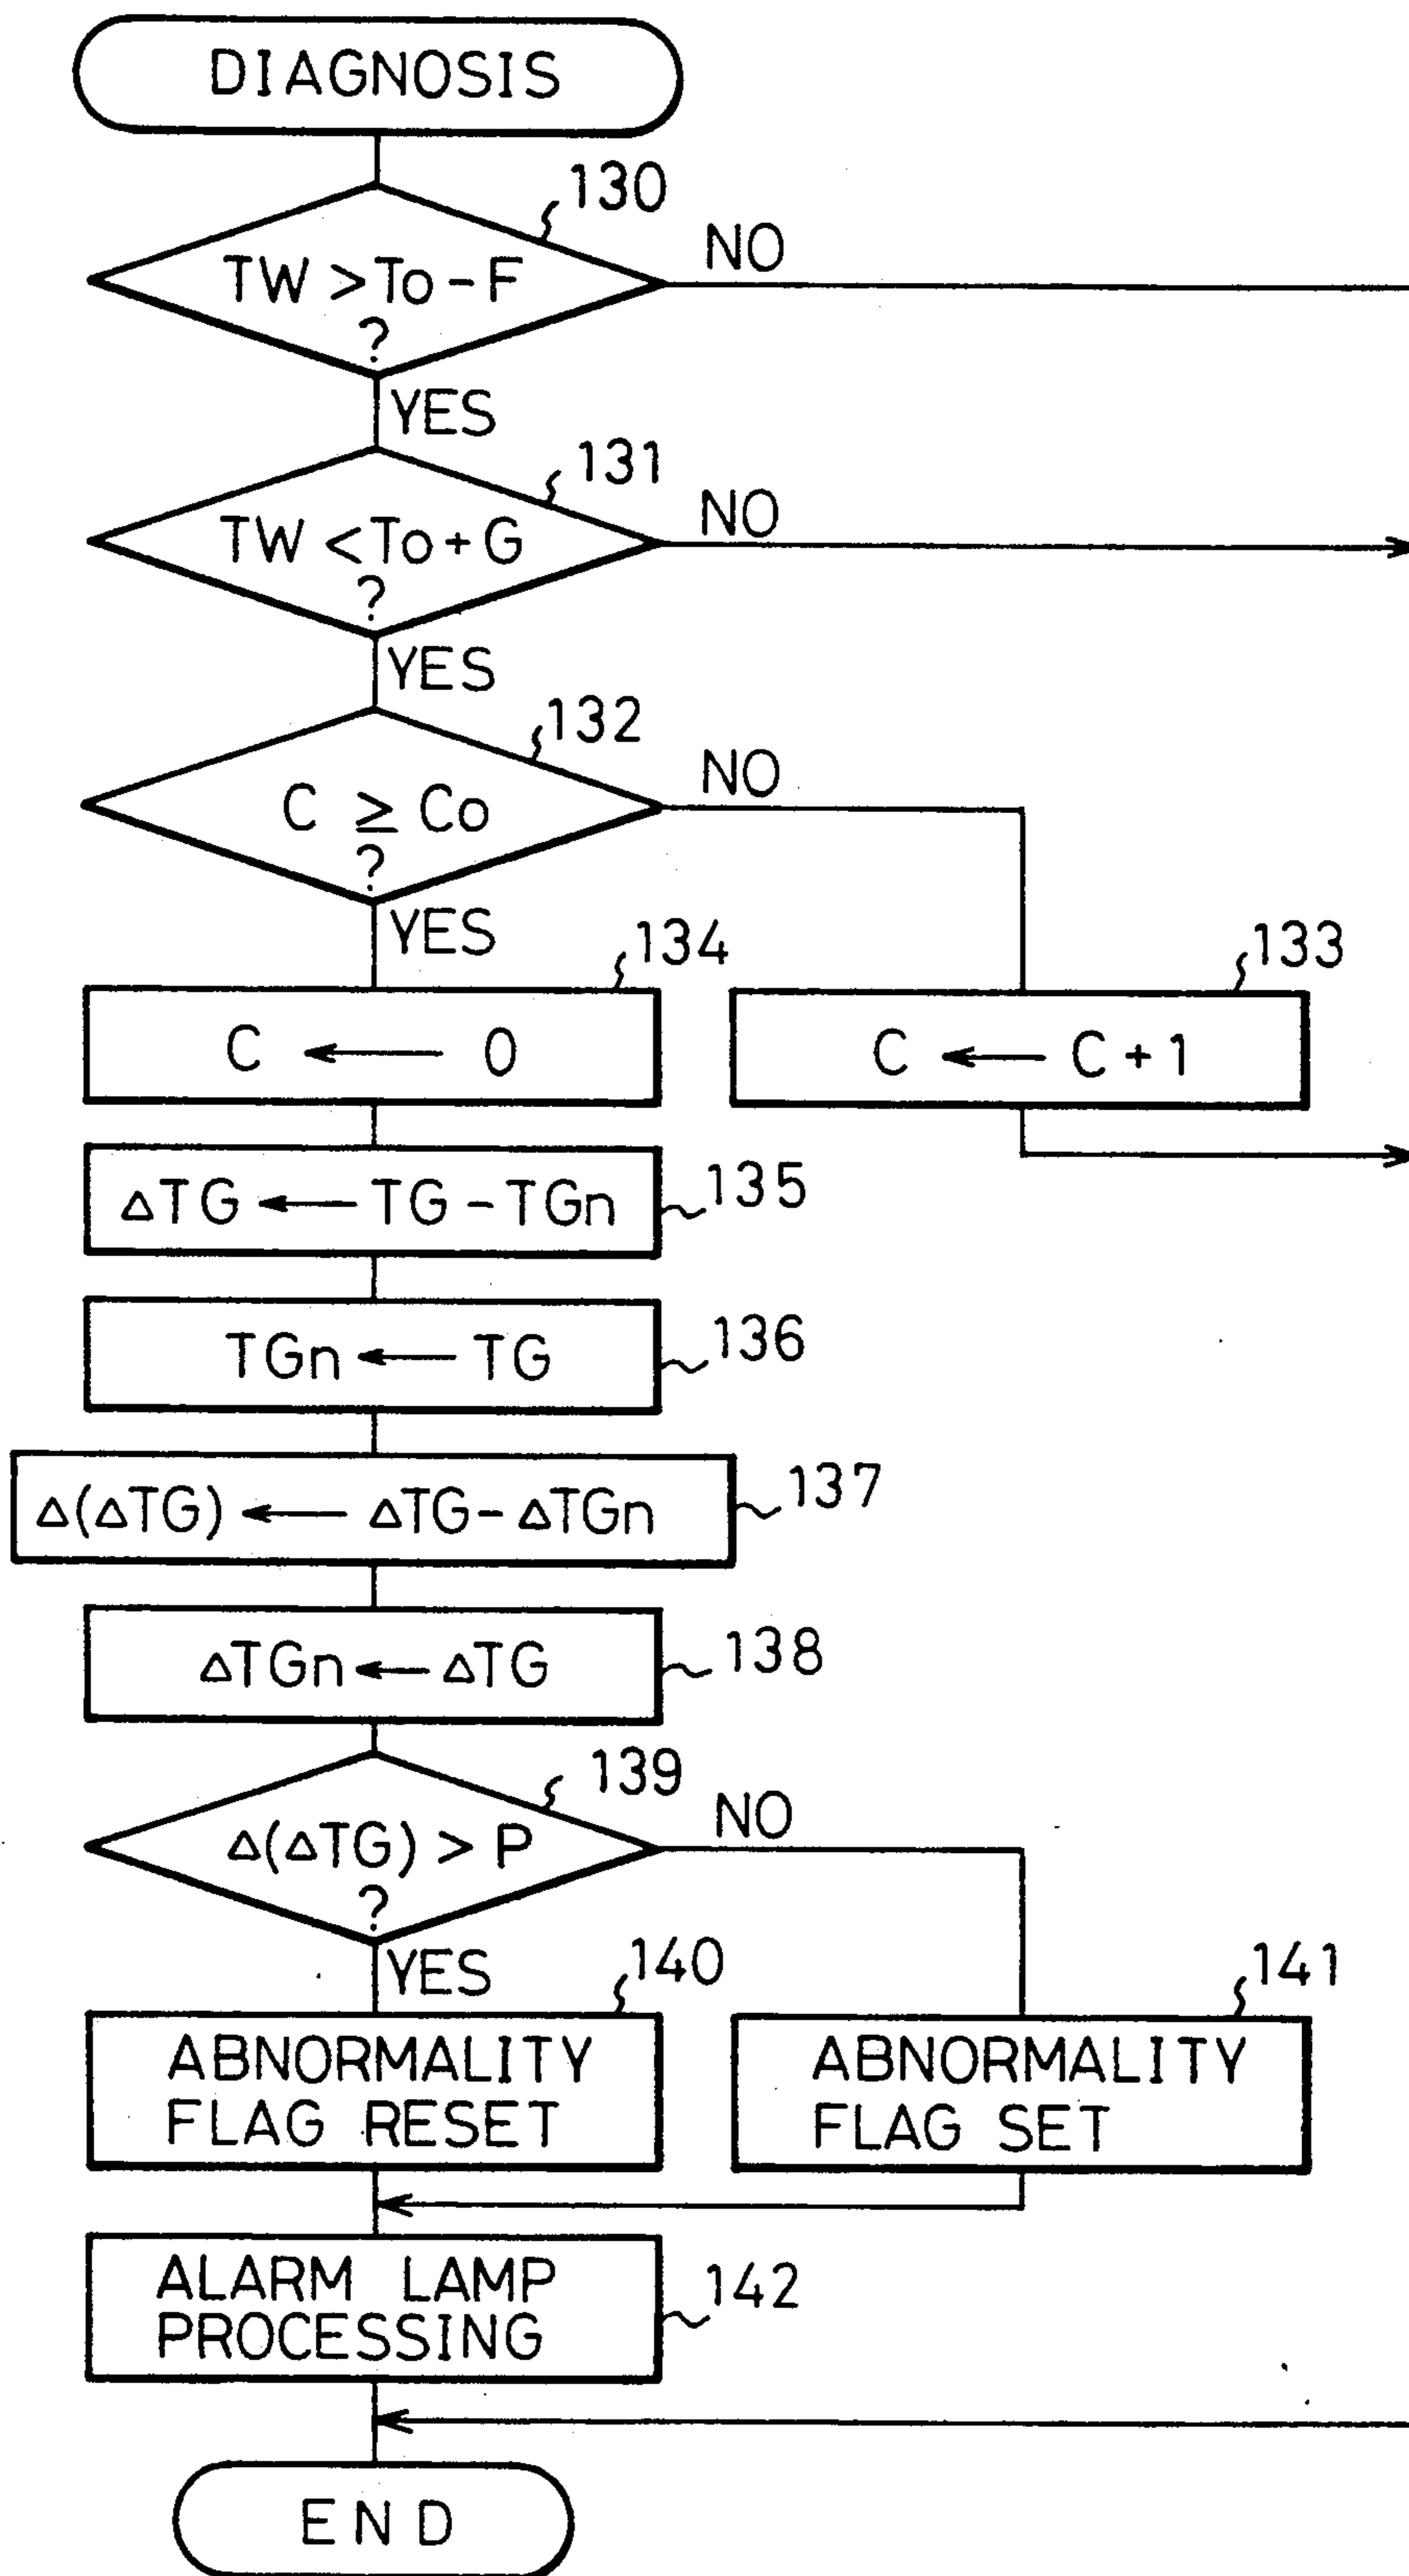 DIAGNOSIS
130
TW > To - F
?
NO
YES
131
TW < To + G
?
NO
YES
132
C ≥ Co
?
NO
YES
134
C ← 0
133
C ← C + 1
ΔTG ← TG - TGn
135
TGn ← TG
136
Δ(ΔTG) ← ΔTG - ΔTGn
137
ΔTGn ← ΔTG
138
139
Δ(ΔTG) > P
?
NO
YES
140
ABNORMALITY
FLAG RESET
141
ABNORMALITY
FLAG SET
ALARM LAMP
PROCESSING
142
END